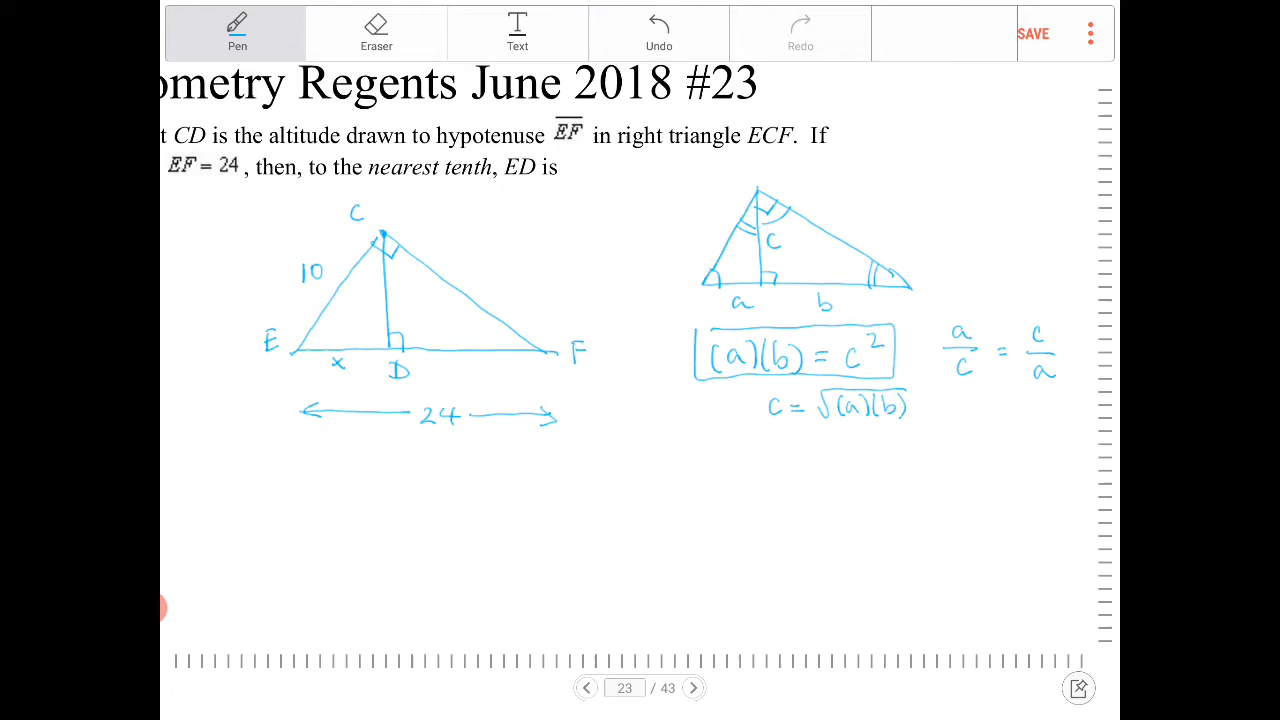 Pen Eraser Text Undo Redo SAVE
ometry Regents June 2018 #23
t CD is the altitude drawn to hypotenuse EF in right triangle ECF. If
EF = 24, then, to the nearest tenth, ED is
C
10
E
x
D
F
24
c
a
b
(a)(b) = c²
a/c = c/a
c = √(a)(b)
23 / 43